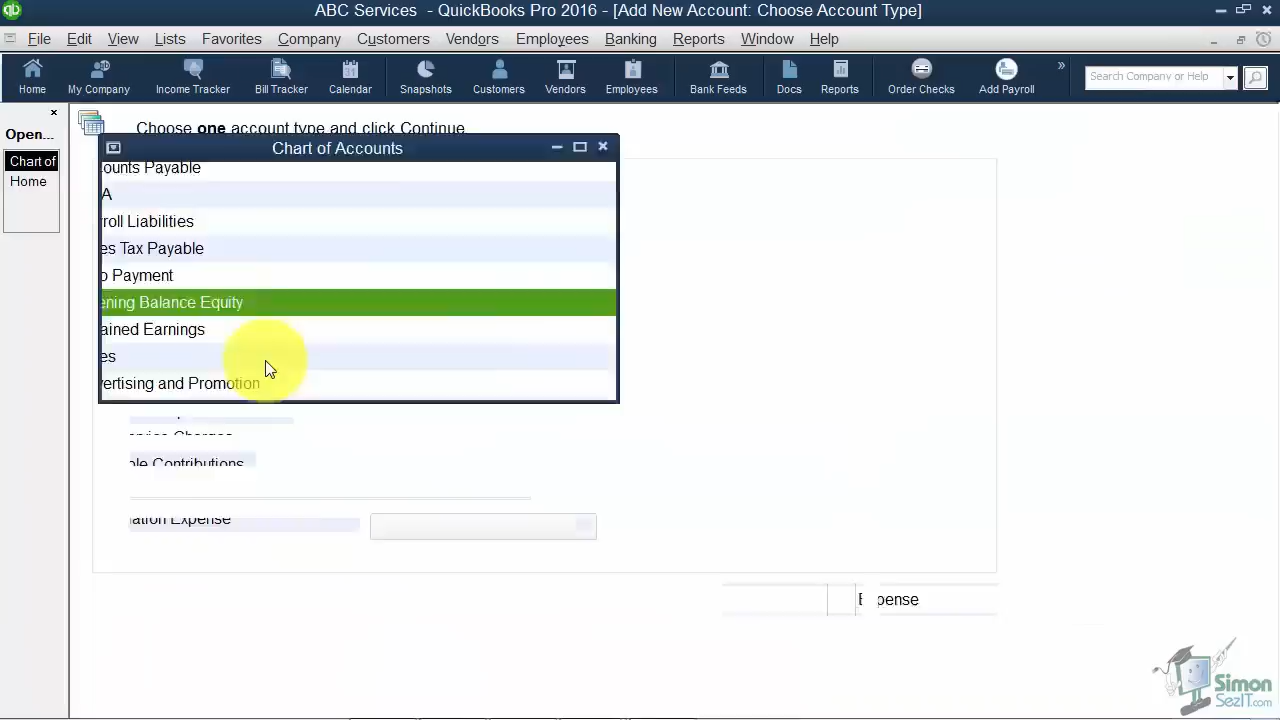 ABC Services - QuickBooks Pro 2016 - [Add New Account: Choose Account Type]
File Edit View Lists Favorites Company Customers Vendors Employees Banking Reports Window Help
Home My Company Income Tracker Bill Tracker Calendar Snapshots Customers Vendors Employees Bank Feeds Docs Reports Order Checks Add Payroll » Search Company or Help
Open...
Chart of
Home
Choose one account type and click Continue
Chart of Accounts
ounts Payable
A
roll Liabilities
es Tax Payable
o Payment
ening Balance Equity
ained Earnings
es
vertising and Promotion
ble Contributions
iation Expense
E pense
Simon
SezIT.com